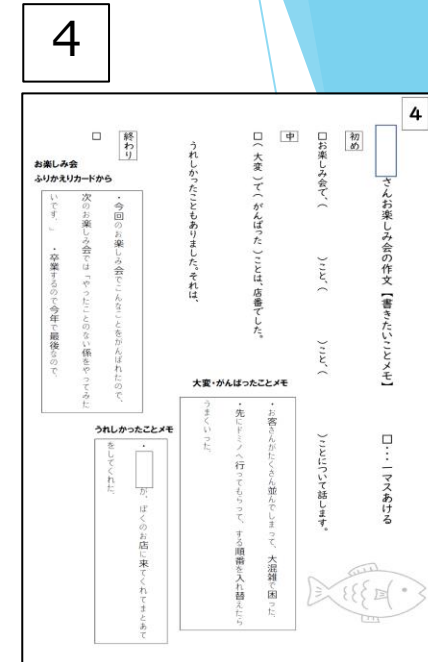 4
4
さんお楽しみ会の作文【書きたいことメモ】
□・・・一マスあける
初め
□お楽しみ会で、（　　　）こと、（　　　）こと、（　　　）ことについて話します。
中
□（ 大変 ）で（ がんばった ）ことは、店番でした。
大変・がんばったことメモ
・お客さんがたくさん並んでしまって、大混雑で困った。
・先にドミノへ行ってもらって、する順番を入れ替えたら
うまくいった。
うれしかったこともありました。それは、
うれしかったことメモ
・　　　が、ぼくのお店に来てくれてまとあて
をしてくれた。
終わり
□
お楽しみ会
ふりかえりカードから
・今回のお楽しみ会でこんなことをがんばれたので、
次のお楽しみ会では「やったことのない係をやってみた
いです。」　・卒業するので今年で最後なので、